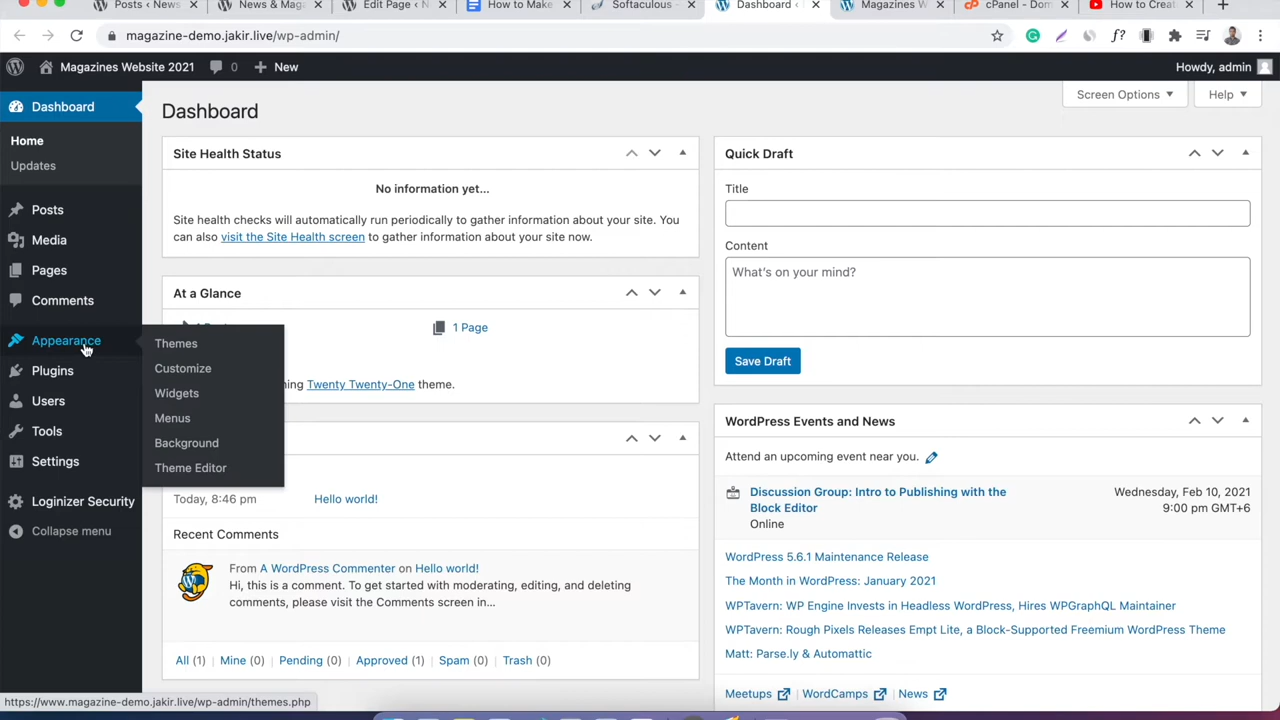 Posts ‹ News
News & Maga
Edit Page ‹ N
How to Make
Softaculous -
Dashboard ‹
Magazines W
cPanel - Dom
How to Creat
magazine-demo.jakir.live/wp-admin/
Magazines Website 2021
0
New
Howdy, admin
Dashboard
Home
Updates
Posts
Media
Pages
Comments
Appearance
Plugins
Users
Tools
Settings
Loginizer Security
Collapse menu
Themes
Customize
Widgets
Menus
Background
Theme Editor
Dashboard
Screen Options
Help
Site Health Status
No information yet...
Site health checks will automatically run periodically to gather information about your site. You
can also visit the Site Health screen to gather information about your site now.
At a Glance
1 Page
ing Twenty Twenty-One theme.
Today, 8:46 pm
Hello world!
Recent Comments
From A WordPress Commenter on Hello world!
Hi, this is a comment. To get started with moderating, editing, and deleting
comments, please visit the Comments screen in...
All (1) | Mine (0) | Pending (0) | Approved (1) | Spam (0) | Trash (0)
Quick Draft
Title
Content
What's on your mind?
Save Draft
WordPress Events and News
Attend an upcoming event near you.
Discussion Group: Intro to Publishing with the
Block Editor
Online
Wednesday, Feb 10, 2021
9:00 pm GMT+6
WordPress 5.6.1 Maintenance Release
The Month in WordPress: January 2021
WPTavern: WP Engine Invests in Headless WordPress, Hires WPGraphQL Maintainer
WPTavern: Rough Pixels Releases Empt Lite, a Block-Supported Freemium WordPress Theme
Matt: Parse.ly & Automattic
Meetups | WordCamps | News
https://www.magazine-demo.jakir.live/wp-admin/themes.php